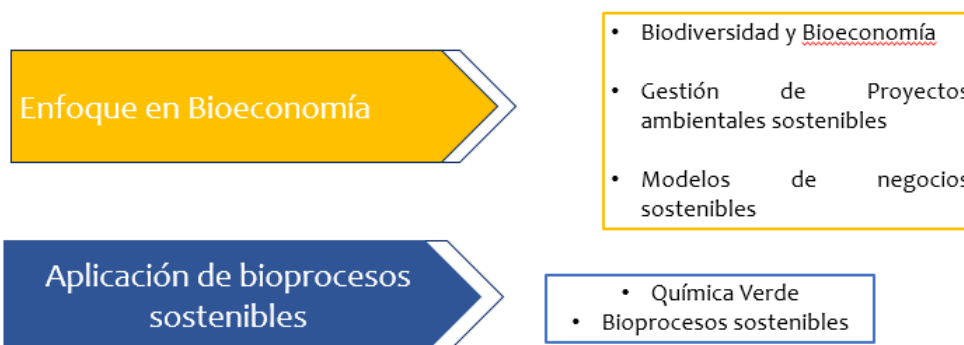 Enfoque en Bioeconomía
• Biodiversidad y Bioeconomía
• Gestión de Proyectos
ambientales sostenibles
• Modelos de negocios
sostenibles
Aplicación de bioprocesos
sostenibles
• Química Verde
• Bioprocesos sostenibles